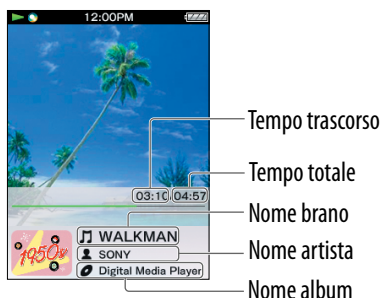 12:00PM
Tempo trascorso
03:10 04:57
Tempo totale
WALKMAN
Nome brano
SONY
Nome artista
Digital Media Player
Nome album
1950s